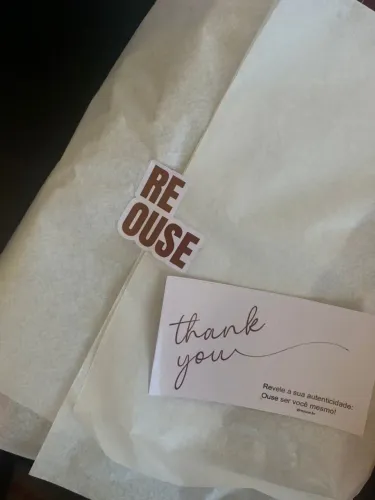 RE
OUSE
thank
you
Revele a sua autenticidade:
Ouse ser você mesmo!